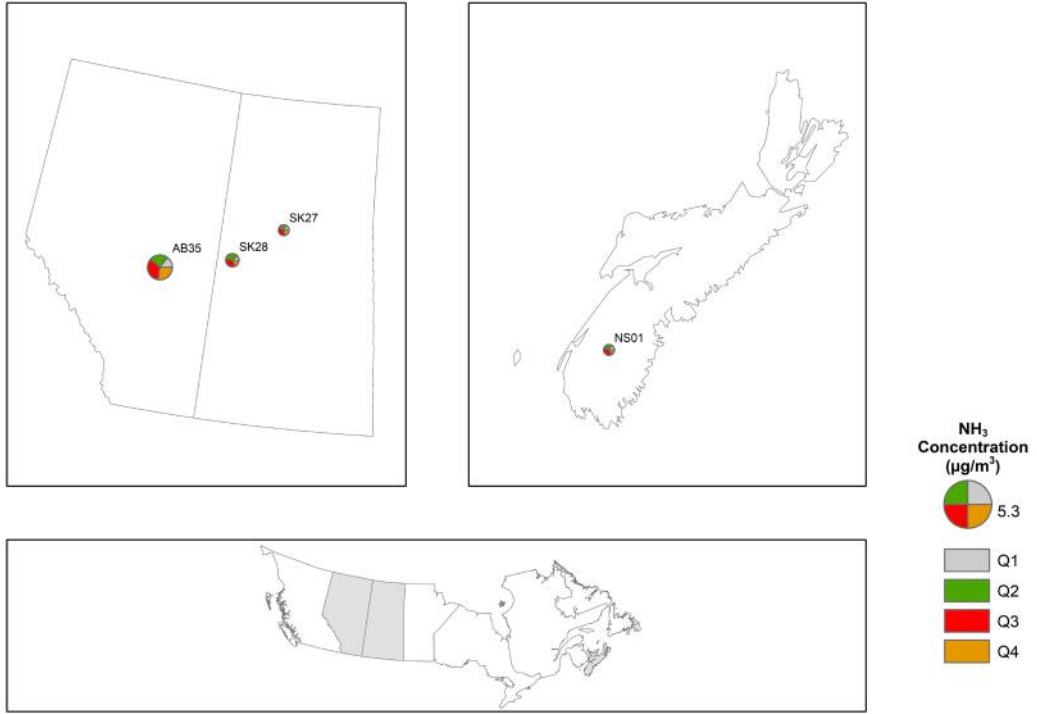 SK27
AB35
SK28
NS01
NH₃
Concentration
(µg/m³)
5.3
Q1
Q2
Q3
Q4